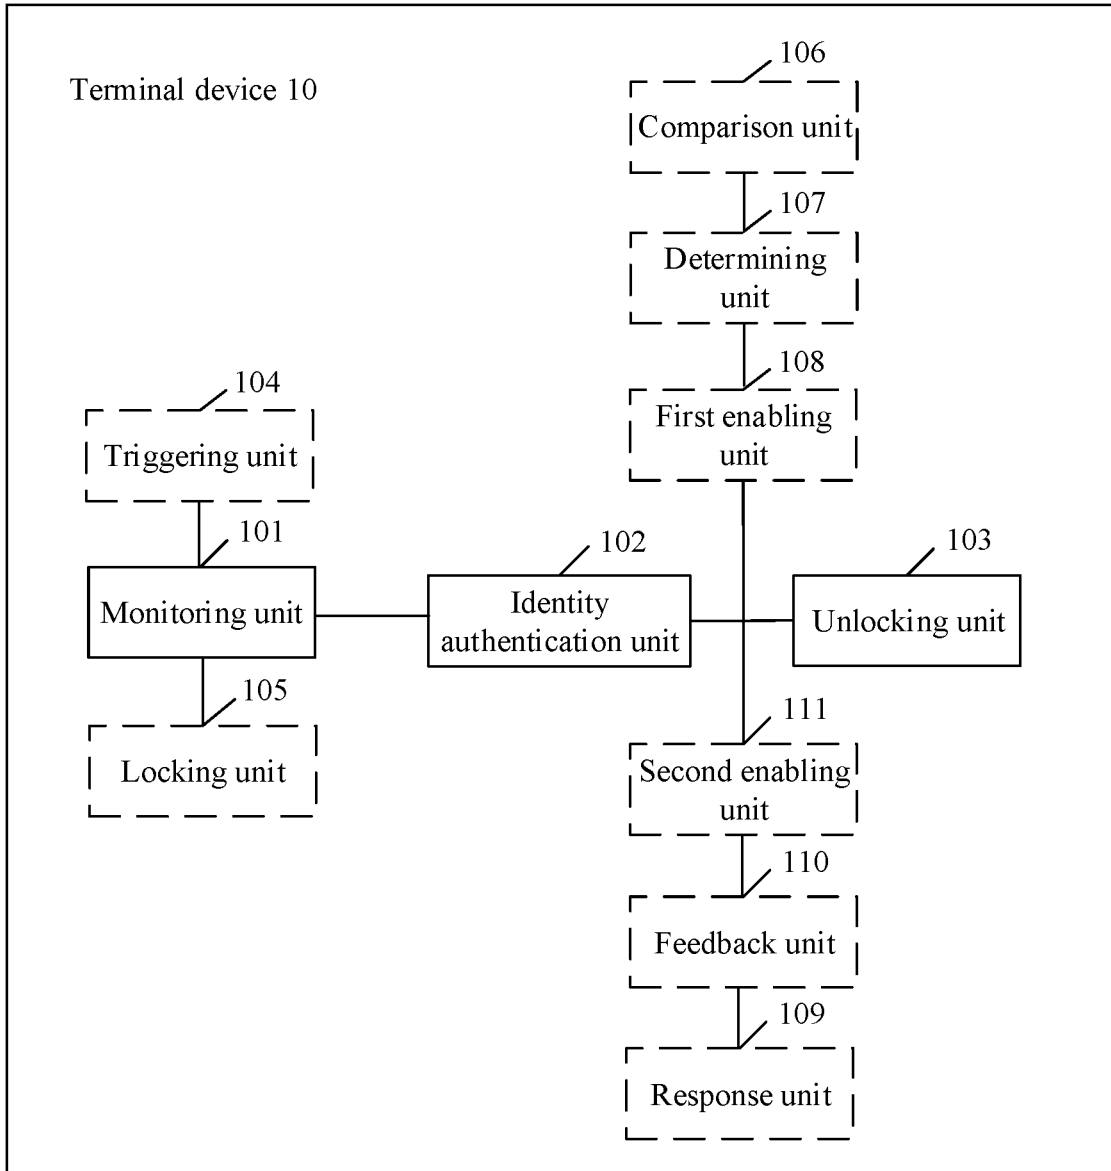 Terminal device 10
106
Comparison unit
107
Determining
unit
108
First enabling
unit
104
Triggering unit
101
Monitoring unit
102
Identity
authentication unit
103
Unlocking unit
105
Locking unit
111
Second enabling
unit
110
Feedback unit
109
Response unit